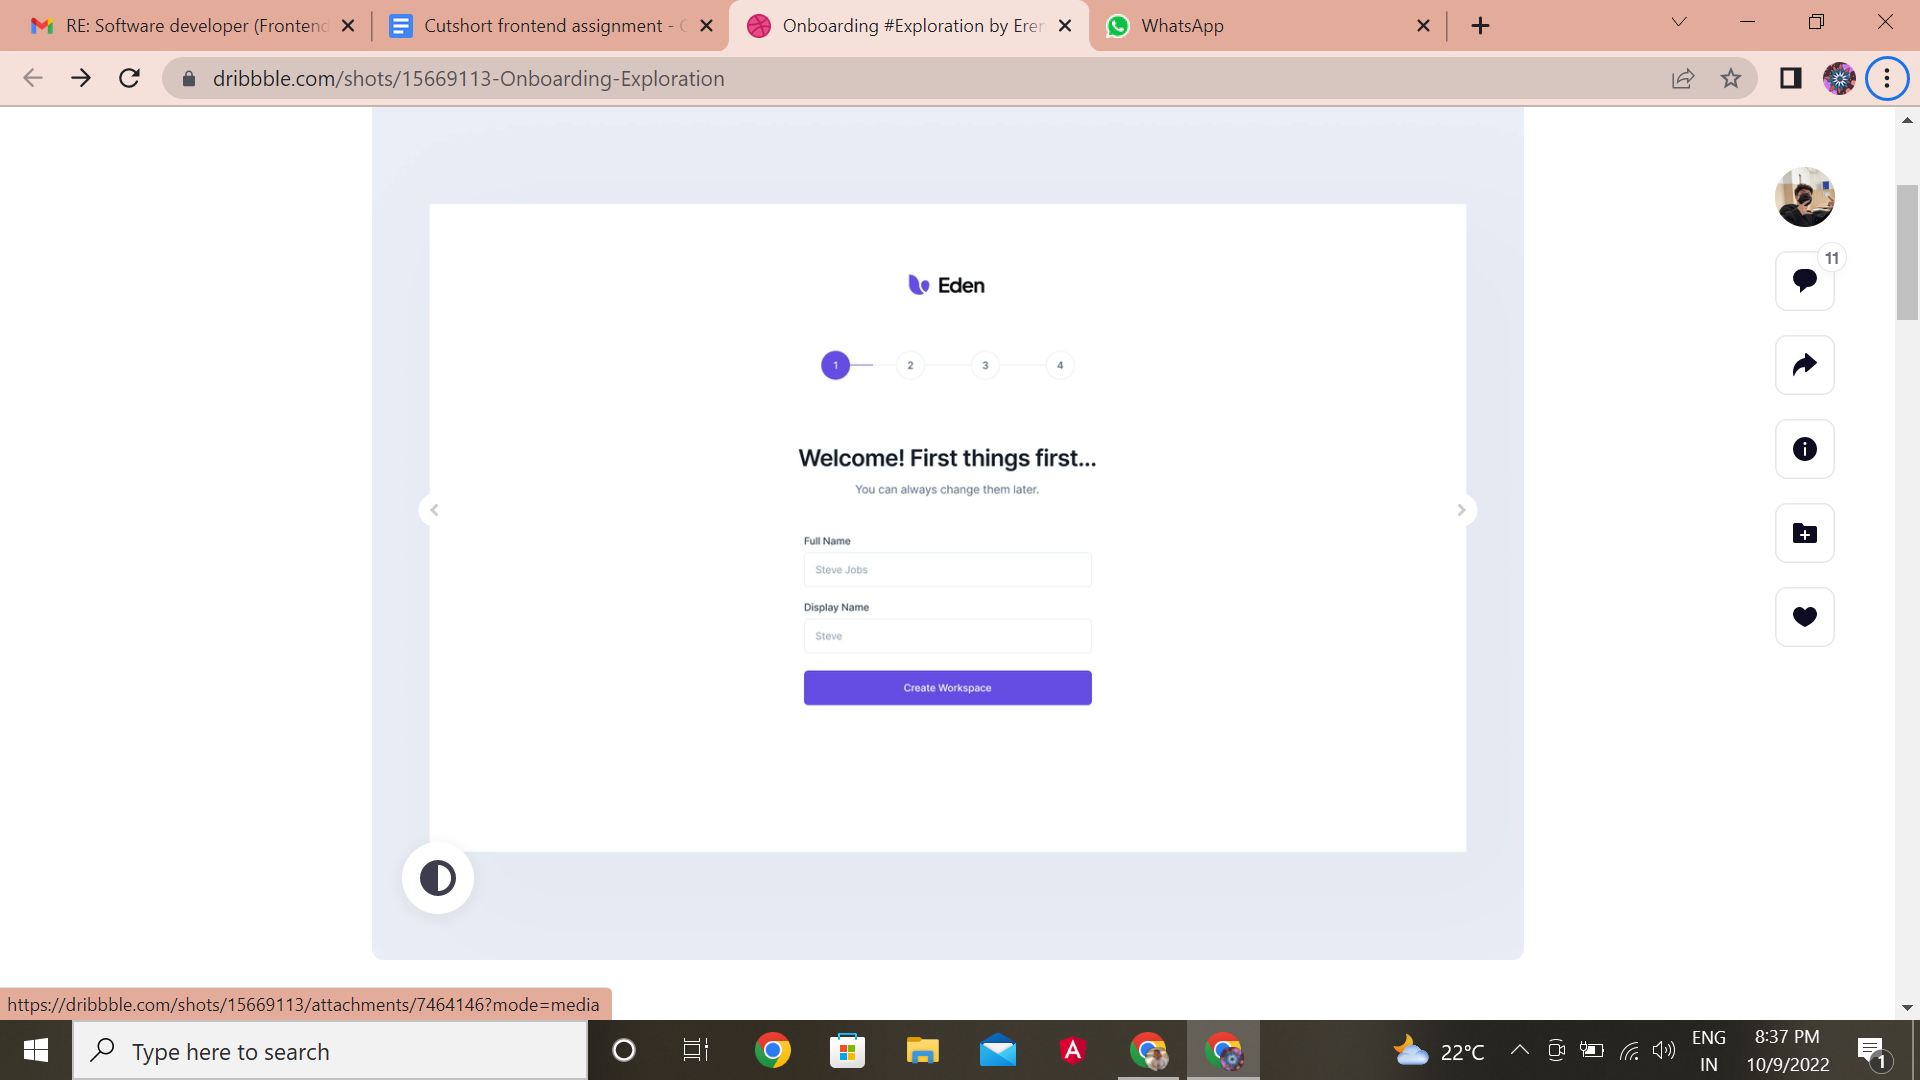 RE: Software developer (Frontend
Cutshort frontend assignment - G
Onboarding #Exploration by Eren
WhatsApp
dribbble.com/shots/15669113-Onboarding-Exploration
11
Eden
1
2
3
4
Welcome! First things first...
You can always change them later.
Full Name
Steve Jobs
Display Name
Steve
Create Workspace
https://dribbble.com/shots/15669113/attachments/7464146?mode=media
Type here to search
22°C
ENG
IN
8:37 PM
10/9/2022
1